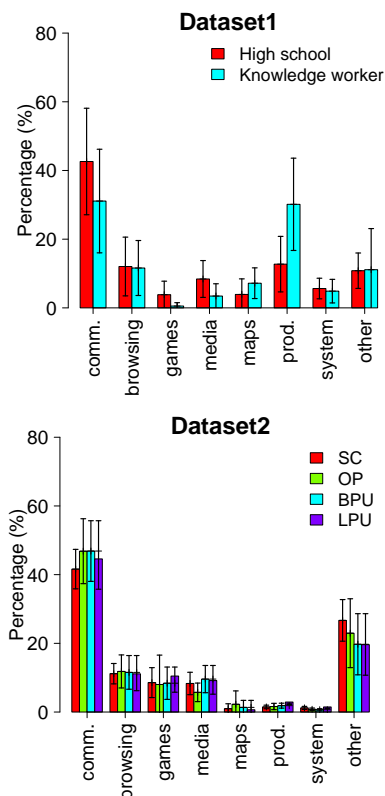 Dataset1
High school
Knowledge worker
Percentage (%)
80
60
40
20
0
comm.
browsing
games
media
maps
prod.
system
other
Dataset2
SC
OP
BPU
LPU
Percentage (%)
80
60
40
20
0
comm.
browsing
games
media
maps
prod.
system
other